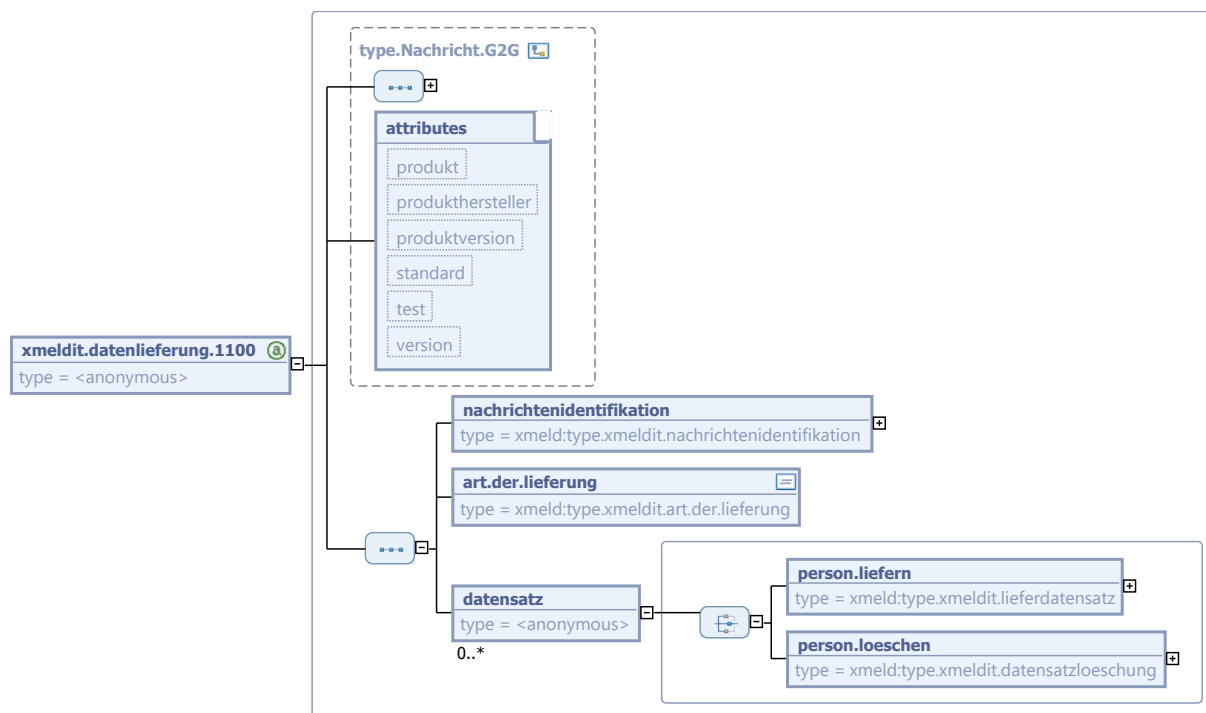 type.Nachricht.G2G
attributes
produkt
produkthersteller
produktversion
standard
test
version
xmeldit.datenlieferung.1100 a
type = <anonymous>
nachrichtenidentifikation
type = xmeld:type.xmeldit.nachrichtenidentifikation
art.der.lieferung
type = xmeld:type.xmeldit.art.der.lieferung
datensatz
type = <anonymous>
0..*
person.liefern
type = xmeld:type.xmeldit.lieferdatensatz
person.loeschen
type = xmeld:type.xmeldit.datensatzloeschung